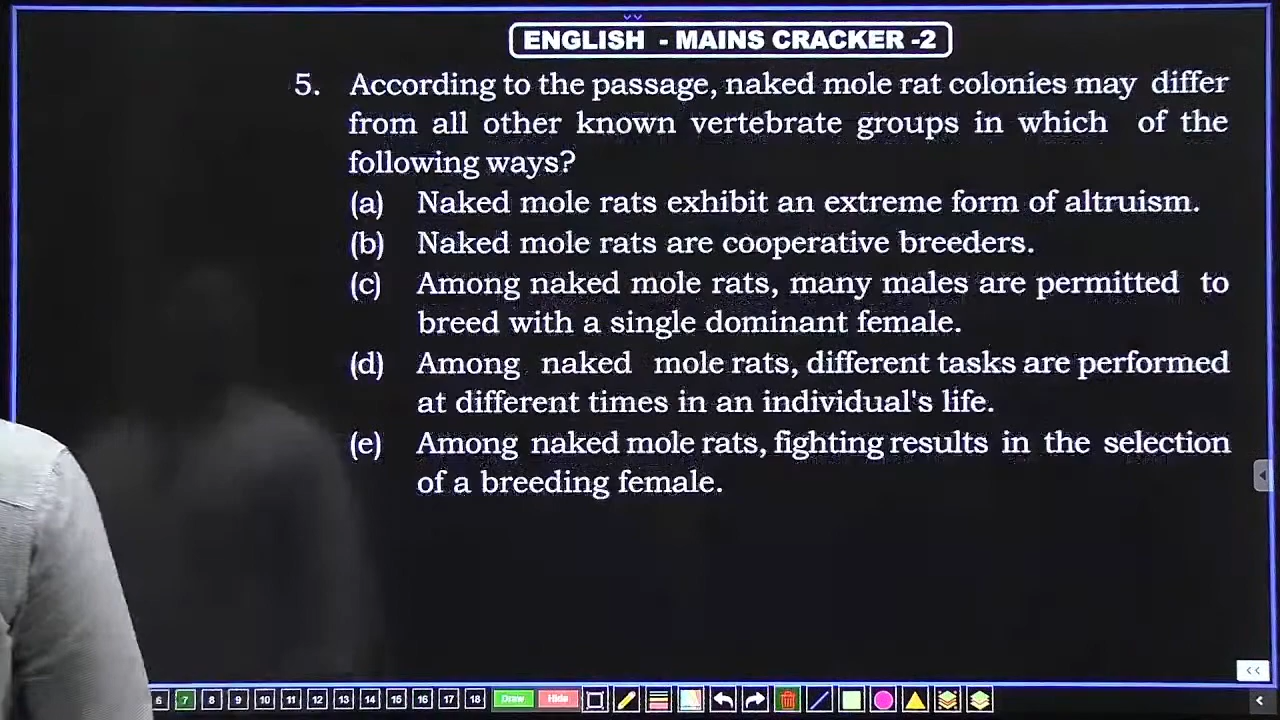 ENGLISH - MAINS CRACKER -2
5. According to the passage, naked mole rat colonies may differ
from all other known vertebrate groups in which of the
following ways?
(a) Naked mole rats exhibit an extreme form of altruism.
(b) Naked mole rats are cooperative breeders.
(c) Among naked mole rats, many males are permitted to
breed with a single dominant female.
(d) Among naked mole rats, different tasks are performed
at different times in an individual's life.
(e) Among naked mole rats, fighting results in the selection
of a breeding female.
6 7 8 9 10 11 12 13 14 15 16 17 18 Draw Hide